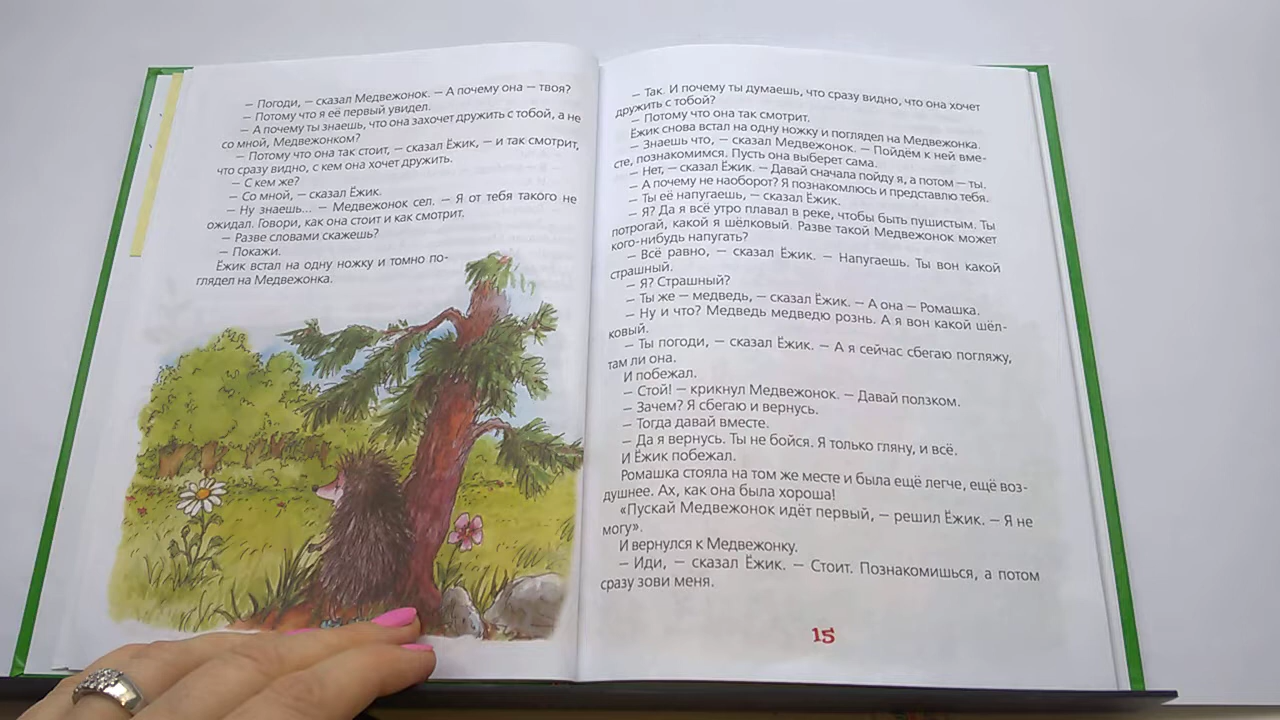 — Погоди, — сказал Медвежонок. — А почему она — твоя?
— Потому что я её первый увидел.
— А почему ты знаешь, что она захочет дружить с тобой, а не
со мной, Медвежонком?
— Потому что она так стоит, — сказал Ёжик, — и так смотрит,
что сразу видно, с кем она хочет дружить.
— С кем же?
— Со мной, — сказал Ёжик.
— Ну знаешь... — Медвежонок сел. — Я от тебя такого не
ожидал. Говори, как она стоит и как смотрит.
— Разве словами скажешь?
— Покажи.
Ёжик встал на одну ножку и томно по-
глядел на Медвежонка.
— Так. И почему ты думаешь, что сразу видно, что она хочет
дружить с тобой?
— Потому что она так смотрит.
Ёжик снова встал на одну ножку и поглядел на Медвежонка.
— Знаешь что, — сказал Медвежонок. — Пойдём к ней вме-
сте, познакомимся. Пусть она выберет сама.
— Нет, — сказал Ёжик. — Давай сначала пойду я, а потом — ты.
— А почему не наоборот? Я познакомлюсь и представлю тебя.
— Ты её напугаешь, — сказал Ёжик.
— Я? Да я всё утро плавал в реке, чтобы быть пушистым. Ты
потрогай, какой я шёлковый. Разве такой Медвежонок может
кого-нибудь напугать?
— Всё равно, — сказал Ёжик. — Напугаешь. Ты вон какой
страшный.
— Я? Страшный?
— Ты же — медведь, — сказал Ёжик. — А она — Ромашка.
— Ну и что? Медведь медведю рознь. А я вон какой шёл-
ковый.
— Ты погоди, — сказал Ёжик. — А я сейчас сбегаю погляжу,
там ли она.
И побежал.
— Стой! — крикнул Медвежонок. — Давай ползком.
— Зачем? Я сбегаю и вернусь.
— Тогда давай вместе.
— Да я вернусь. Ты не бойся. Я только гляну, и всё.
И Ёжик побежал.
Ромашка стояла на том же месте и была ещё легче, ещё воз-
душнее. Ах, как она была хороша!
«Пускай Медвежонок идёт первый, — решил Ёжик. — Я не
могу».
И вернулся к Медвежонку.
— Иди, — сказал Ёжик. — Стоит. Познакомишься, а потом
сразу зови меня.
15